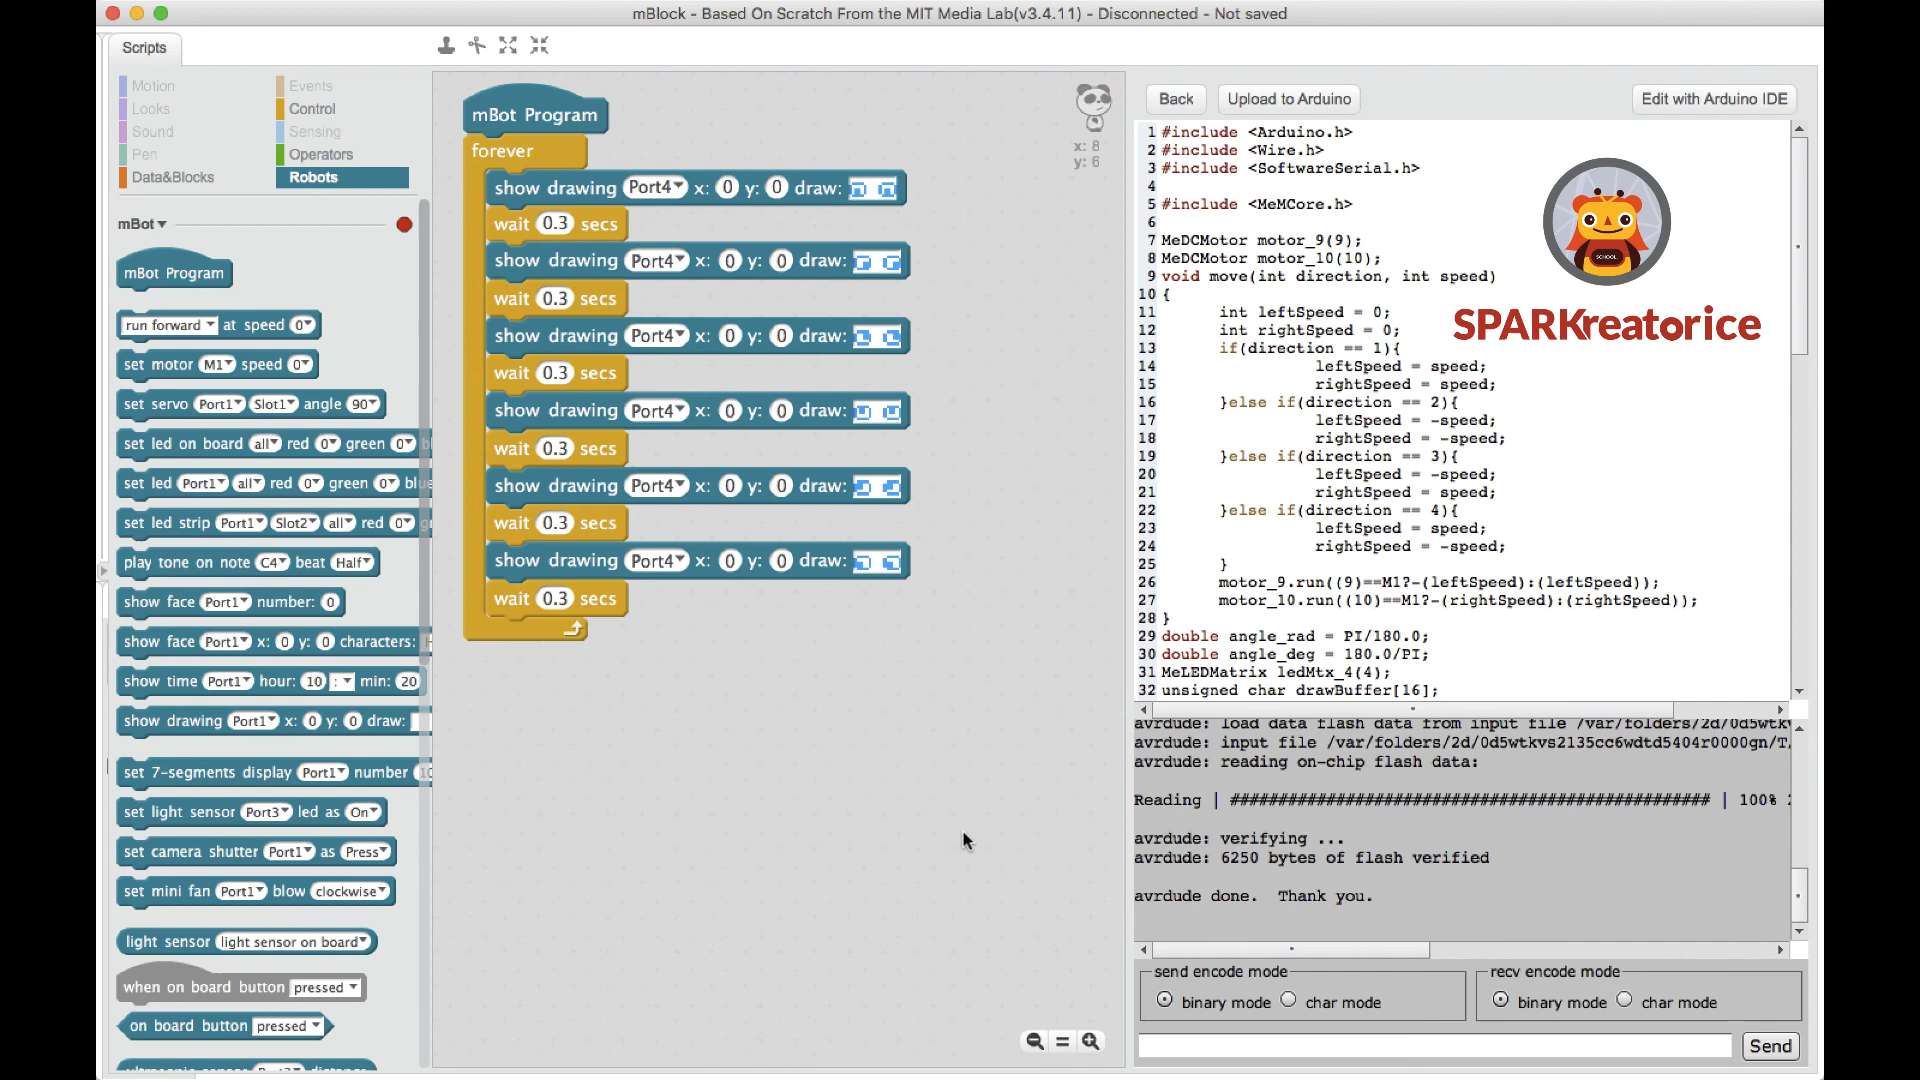 mBlock - Based On Scratch From the MIT Media Lab(v3.4.11) - Disconnected - Not saved
Scripts
Motion
Events
Looks
Control
Sound
Sensing
Pen
Operators
Data&Blocks
Robots
mBot
mBot Program
run forward at speed 0
set motor M1 speed 0
set servo Port1 Slot1 angle 90
set led on board all red 0 green 0
set led Port1 all red 0 green 0
set led strip Port1 Slot2 all red 0
play tone on note C4 beat Half
show face Port1 number: 0
show face Port1 x: 0 y: 0 characters:
show time Port1 hour: 10 : min: 20
show drawing Port1 x: 0 y: 0 draw:
set 7-segments display Port1 number
set light sensor Port3 led as On
set camera shutter Port1 as Press
set mini fan Port1 blow clockwise
light sensor light sensor on board
when on board button pressed
on board button pressed
mBot Program
forever
show drawing Port4 x: 0 y: 0 draw:
wait 0.3 secs
show drawing Port4 x: 0 y: 0 draw:
wait 0.3 secs
show drawing Port4 x: 0 y: 0 draw:
wait 0.3 secs
show drawing Port4 x: 0 y: 0 draw:
wait 0.3 secs
show drawing Port4 x: 0 y: 0 draw:
wait 0.3 secs
show drawing Port4 x: 0 y: 0 draw:
wait 0.3 secs
x: 8
y: 6
Back
Upload to Arduino
Edit with Arduino IDE
1 #include <Arduino.h>
2 #include <Wire.h>
3 #include <SoftwareSerial.h>
4
5 #include <MeMCore.h>
6
7 MeDCMotor motor_9(9);
8 MeDCMotor motor_10(10);
9 void move(int direction, int speed)
10 {
11 int leftSpeed = 0;
12 int rightSpeed = 0;
13 if(direction == 1){
14 leftSpeed = speed;
15 rightSpeed = speed;
16 }else if(direction == 2){
17 leftSpeed = -speed;
18 rightSpeed = -speed;
19 }else if(direction == 3){
20 leftSpeed = -speed;
21 rightSpeed = speed;
22 }else if(direction == 4){
23 leftSpeed = speed;
24 rightSpeed = -speed;
25 }
26 motor_9.run((9)==M1?-(leftSpeed):(leftSpeed));
27 motor_10.run((10)==M1?-(rightSpeed):(rightSpeed));
28 }
29 double angle_rad = PI/180.0;
30 double angle_deg = 180.0/PI;
31 MeLEDMatrix ledMtx_4(4);
32 unsigned char drawBuffer[16];
SCHOOL
SPARKreatorice
avrdude: load data flash data from input file /var/folders/2d/0d5wtkv
avrdude: input file /var/folders/2d/0d5wtkvs2135cc6wdtd5404r0000gn/T/
avrdude: reading on-chip flash data:
Reading | ################################################## | 100%
avrdude: verifying ...
avrdude: 6250 bytes of flash verified
avrdude done. Thank you.
send encode mode
binary mode
char mode
recv encode mode
binary mode
char mode
Send